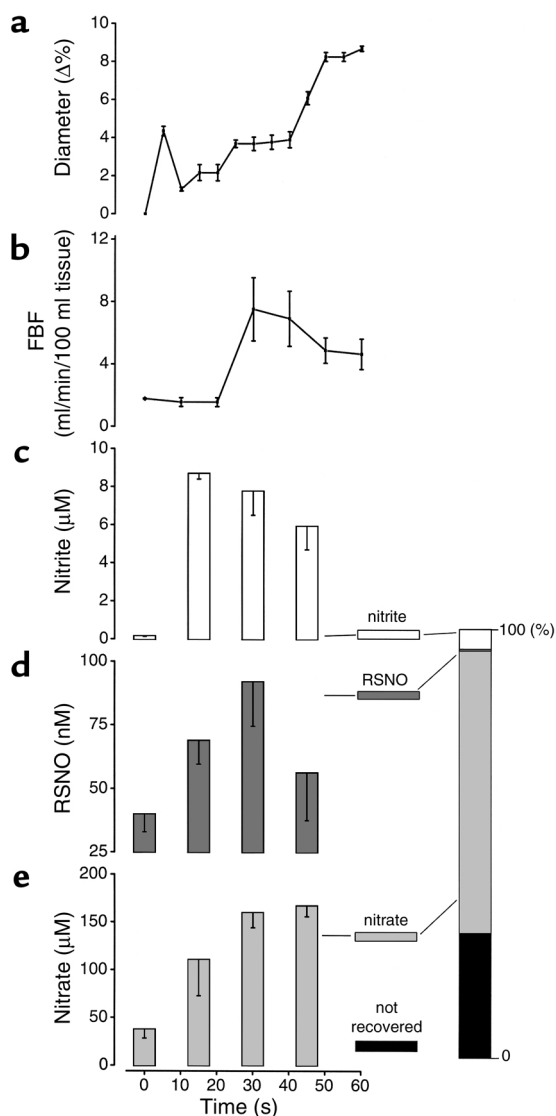 a
Diameter (Δ%)
10
8
6
4
2
0
b
FBF
(ml/min/100 ml tissue)
12
8
4
0
c
Nitrite (μM)
10
8
6
4
2
0
nitrite
100 (%)
d
RSNO (nM)
100
75
50
25
RSNO
e
Nitrate (μM)
200
150
100
50
0
nitrate
not
recovered
0
0 10 20 30 40 50 60
Time (s)